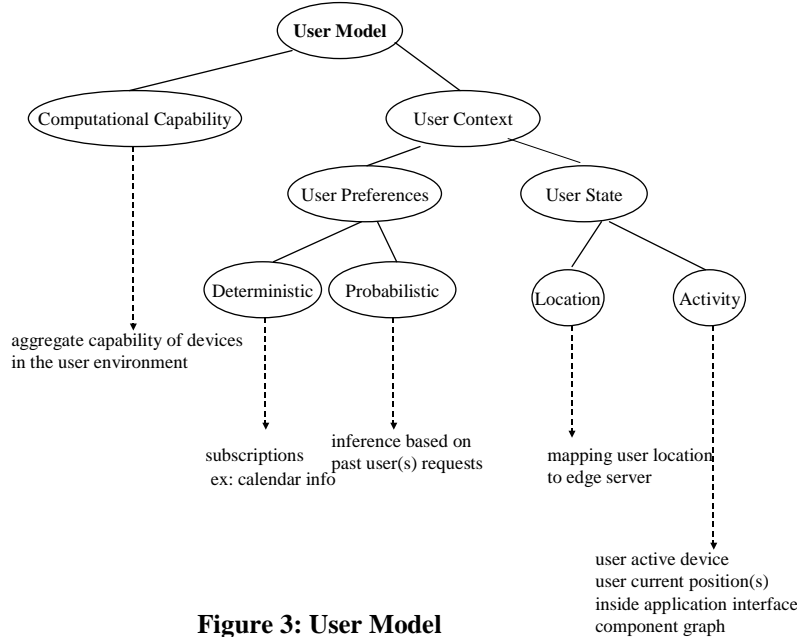 User Model
Computational Capability
User Context
User Preferences
User State
Deterministic
Probabilistic
Location
Activity
aggregate capability of devices
in the user environment
subscriptions
ex: calendar info
inference based on
past user(s) requests
mapping user location
to edge server
user active device
user current position(s)
inside application interface
component graph
Figure 3: User Model